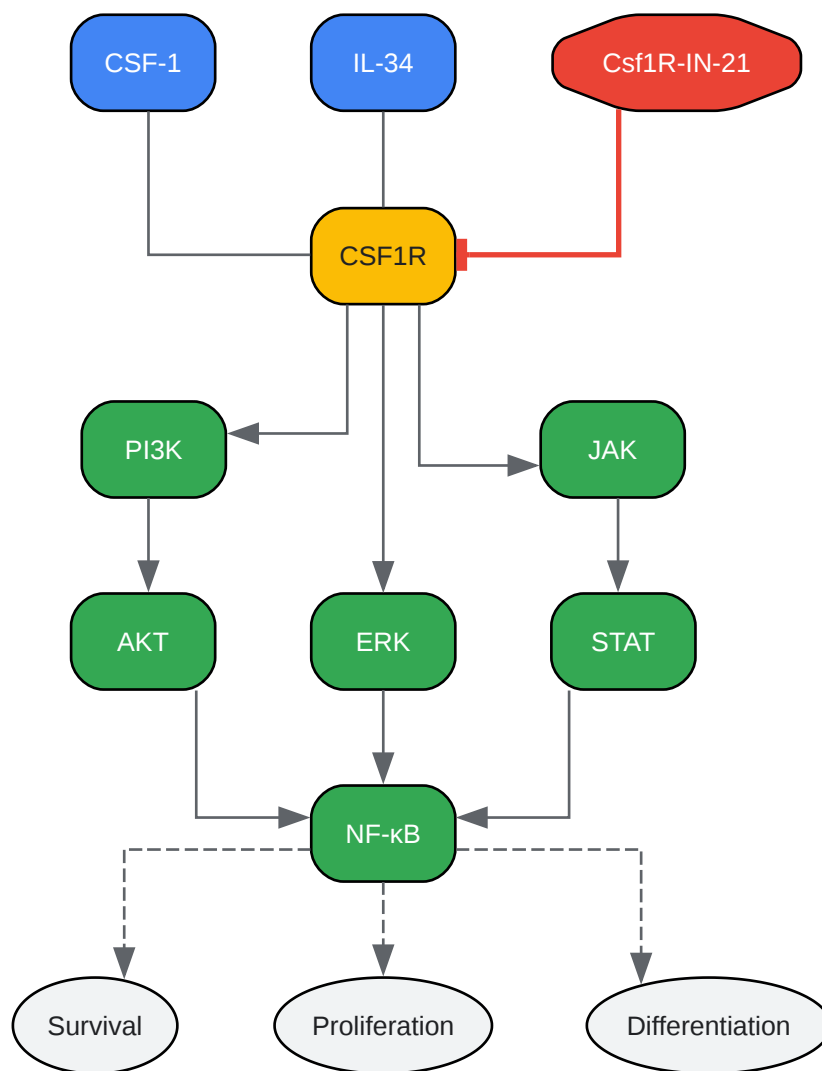 CSF-1
IL-34
Csf1R-IN-21
CSF1R
PI3K
JAK
AKT
ERK
STAT
NF-κB
Survival
Proliferation
Differentiation